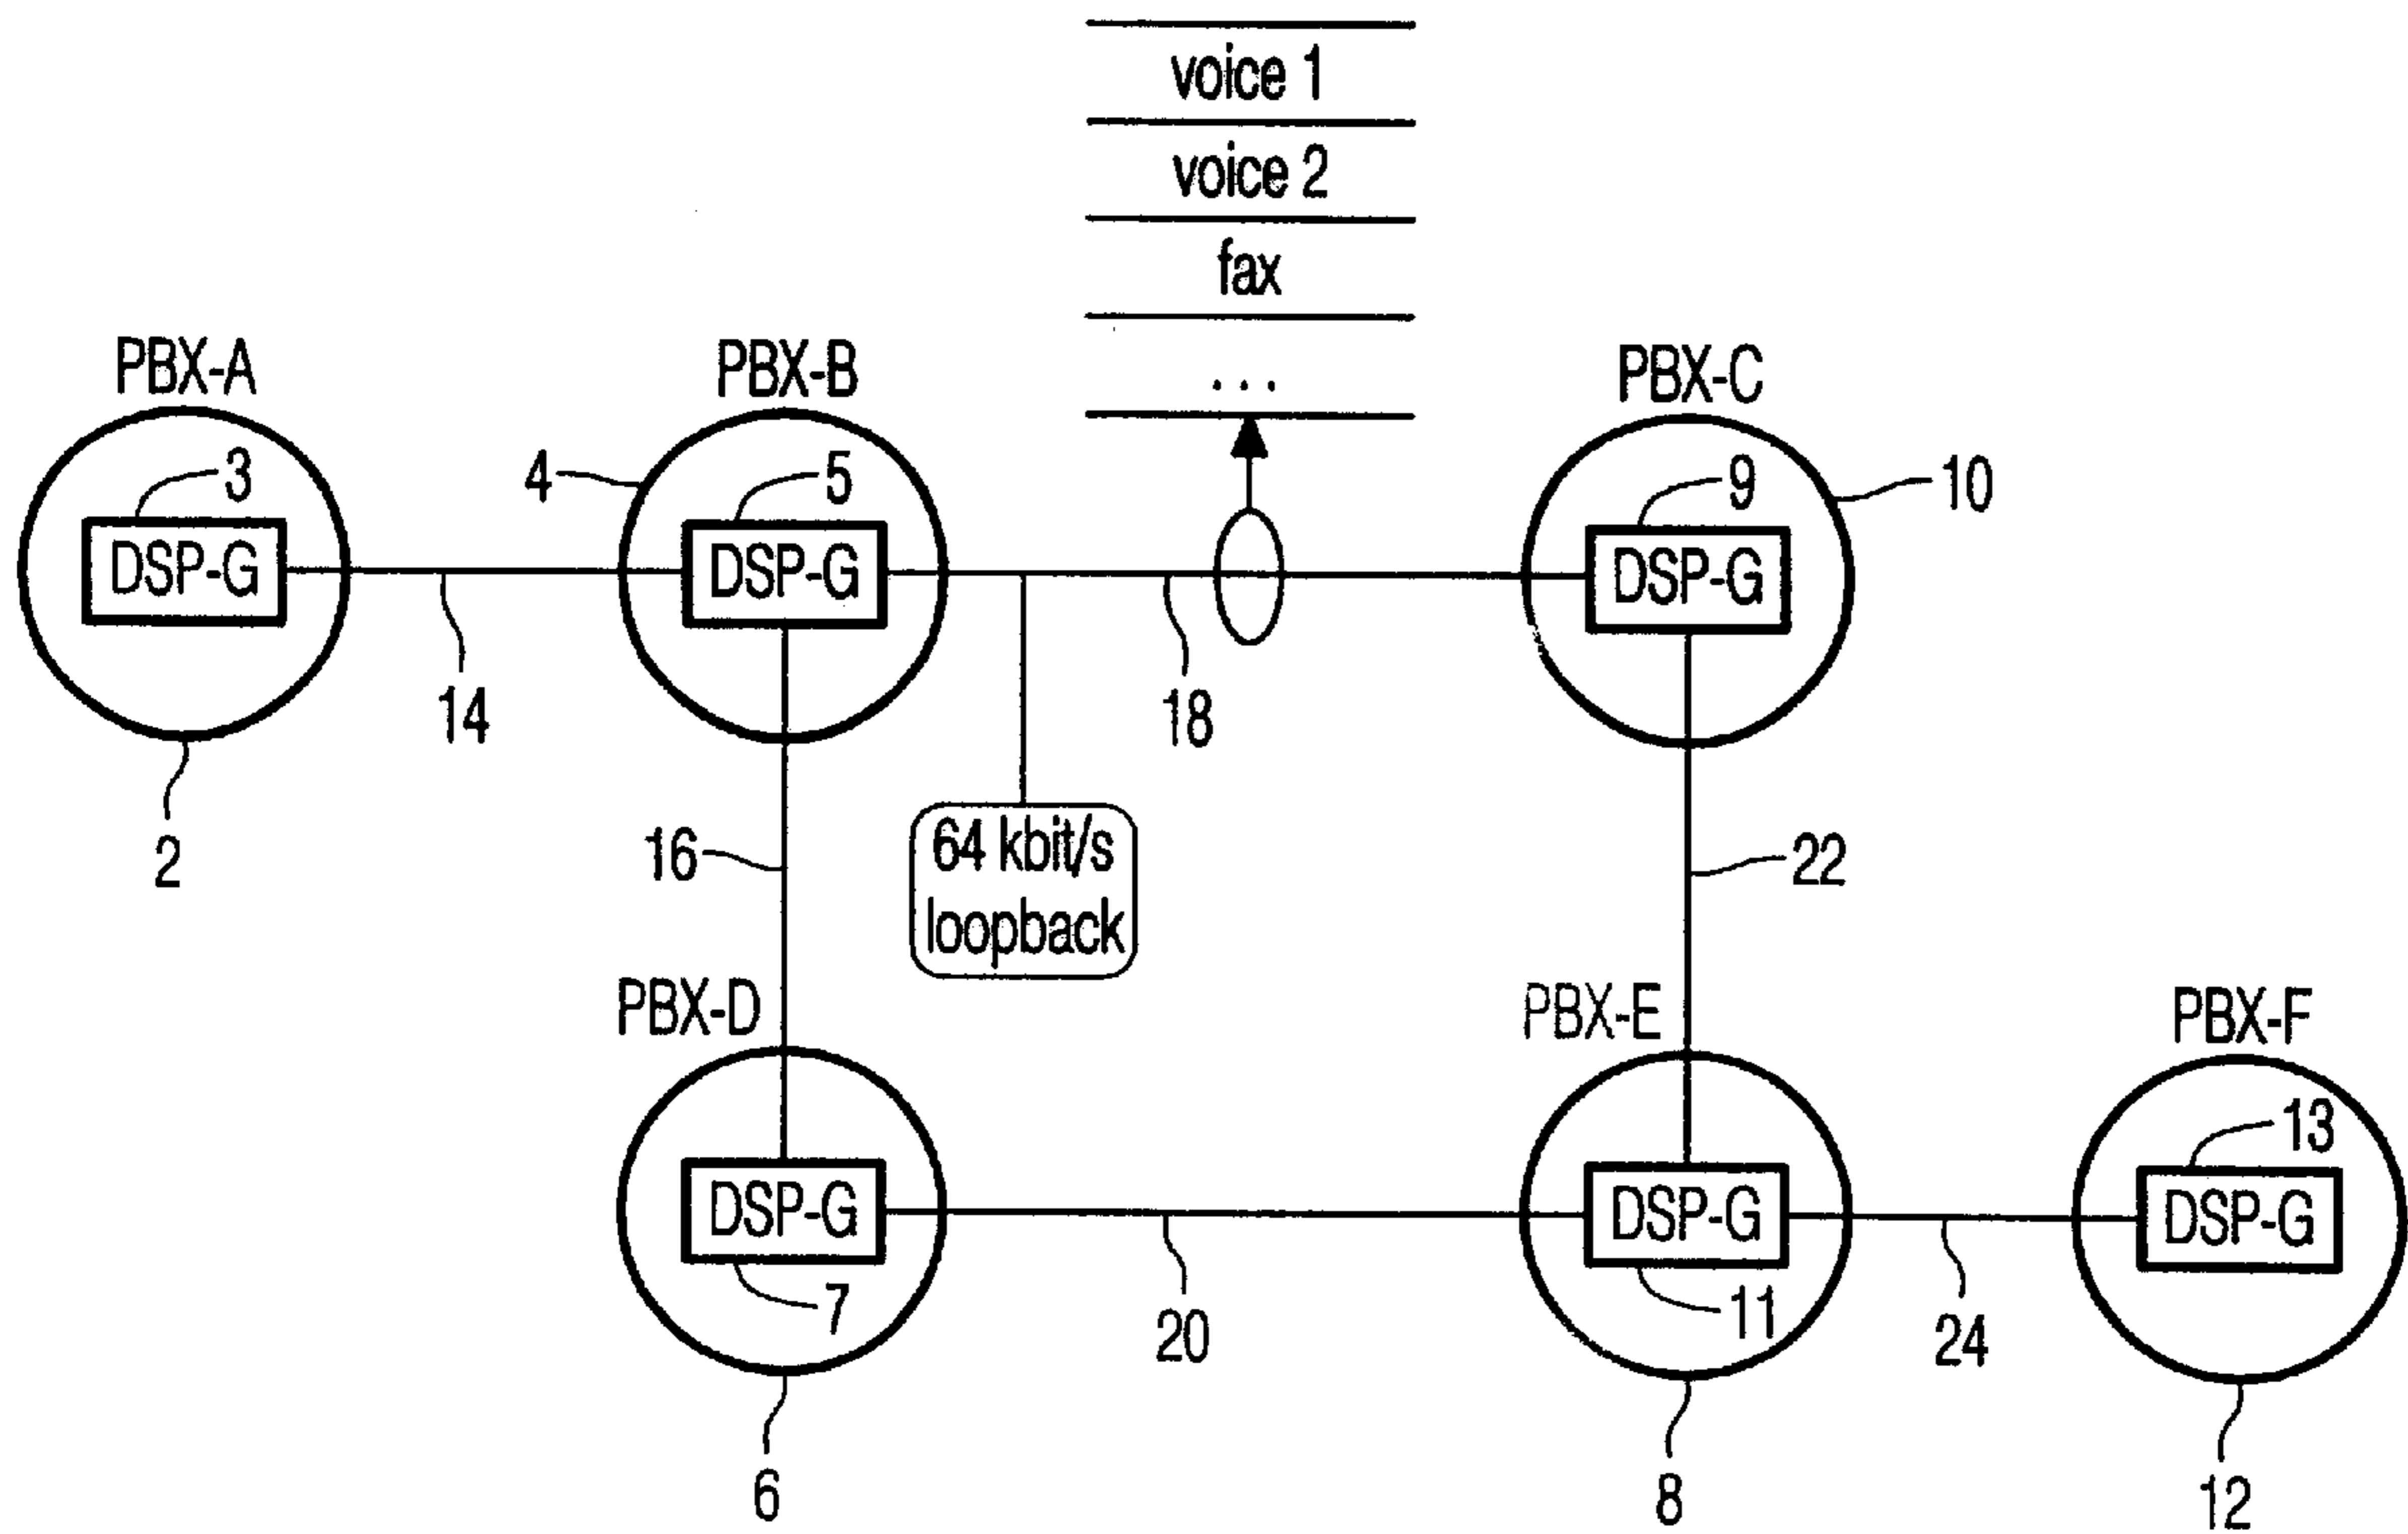 voice 1
voice 2
fax
...
PBX-A
PBX-B
PBX-C
3
4
5
9
10
DSP-G
DSP-G
DSP-G
14
18
2
16
64 kbit/s
loopback
22
PBX-D
PBX-E
PBX-F
13
DSP-G
DSP-G
DSP-G
7
20
11
24
6
8
12